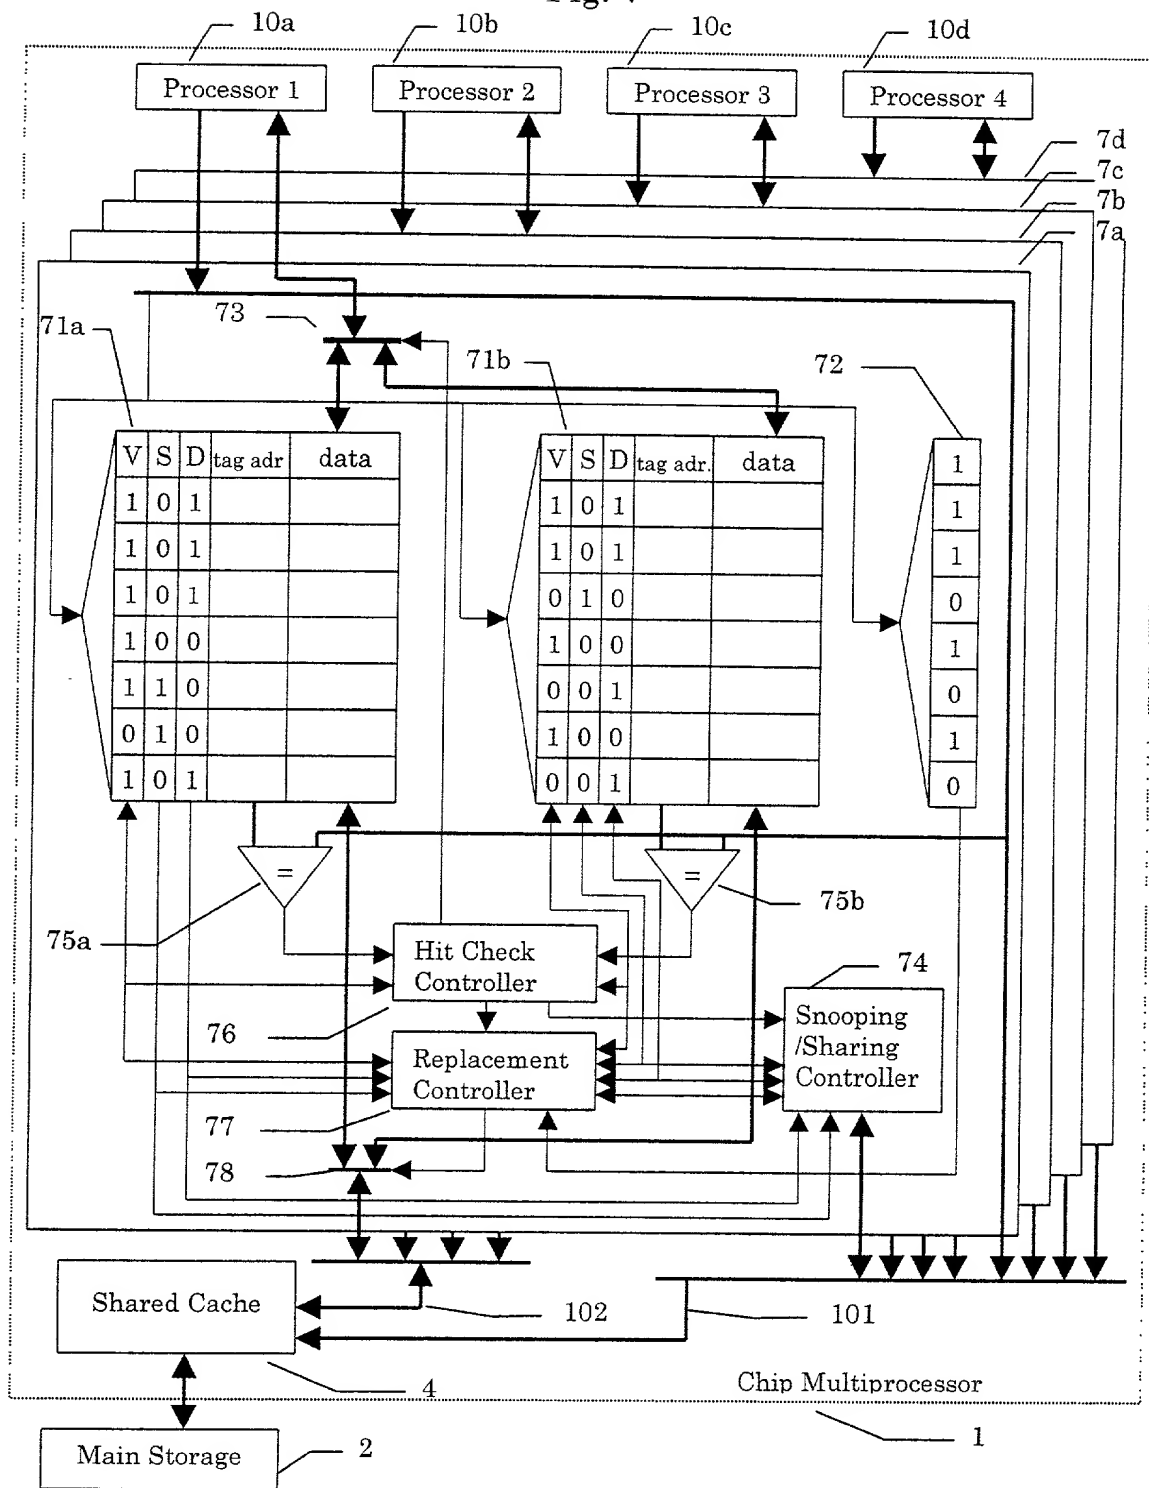 10a
10b
10c
10d
Processor 1
Processor 2
Processor 3
Processor 4
7d
7c
7b
7a
73
71a
71b
72
V S D tag adr data
1 0 1
1 0 1
1 0 1
1 0 0
1 1 0
0 1 0
1 0 1
V S D tag adr. data
1 0 1
1 0 1
0 1 0
1 0 0
0 0 1
1 0 0
0 0 1
1
1
1
0
1
0
1
0
=
=
75a
75b
Hit Check
Controller
76
74
Snooping
/Sharing
Controller
Replacement
Controller
77
78
Shared Cache
102
101
4
Chip Multiprocessor
1
Main Storage
2